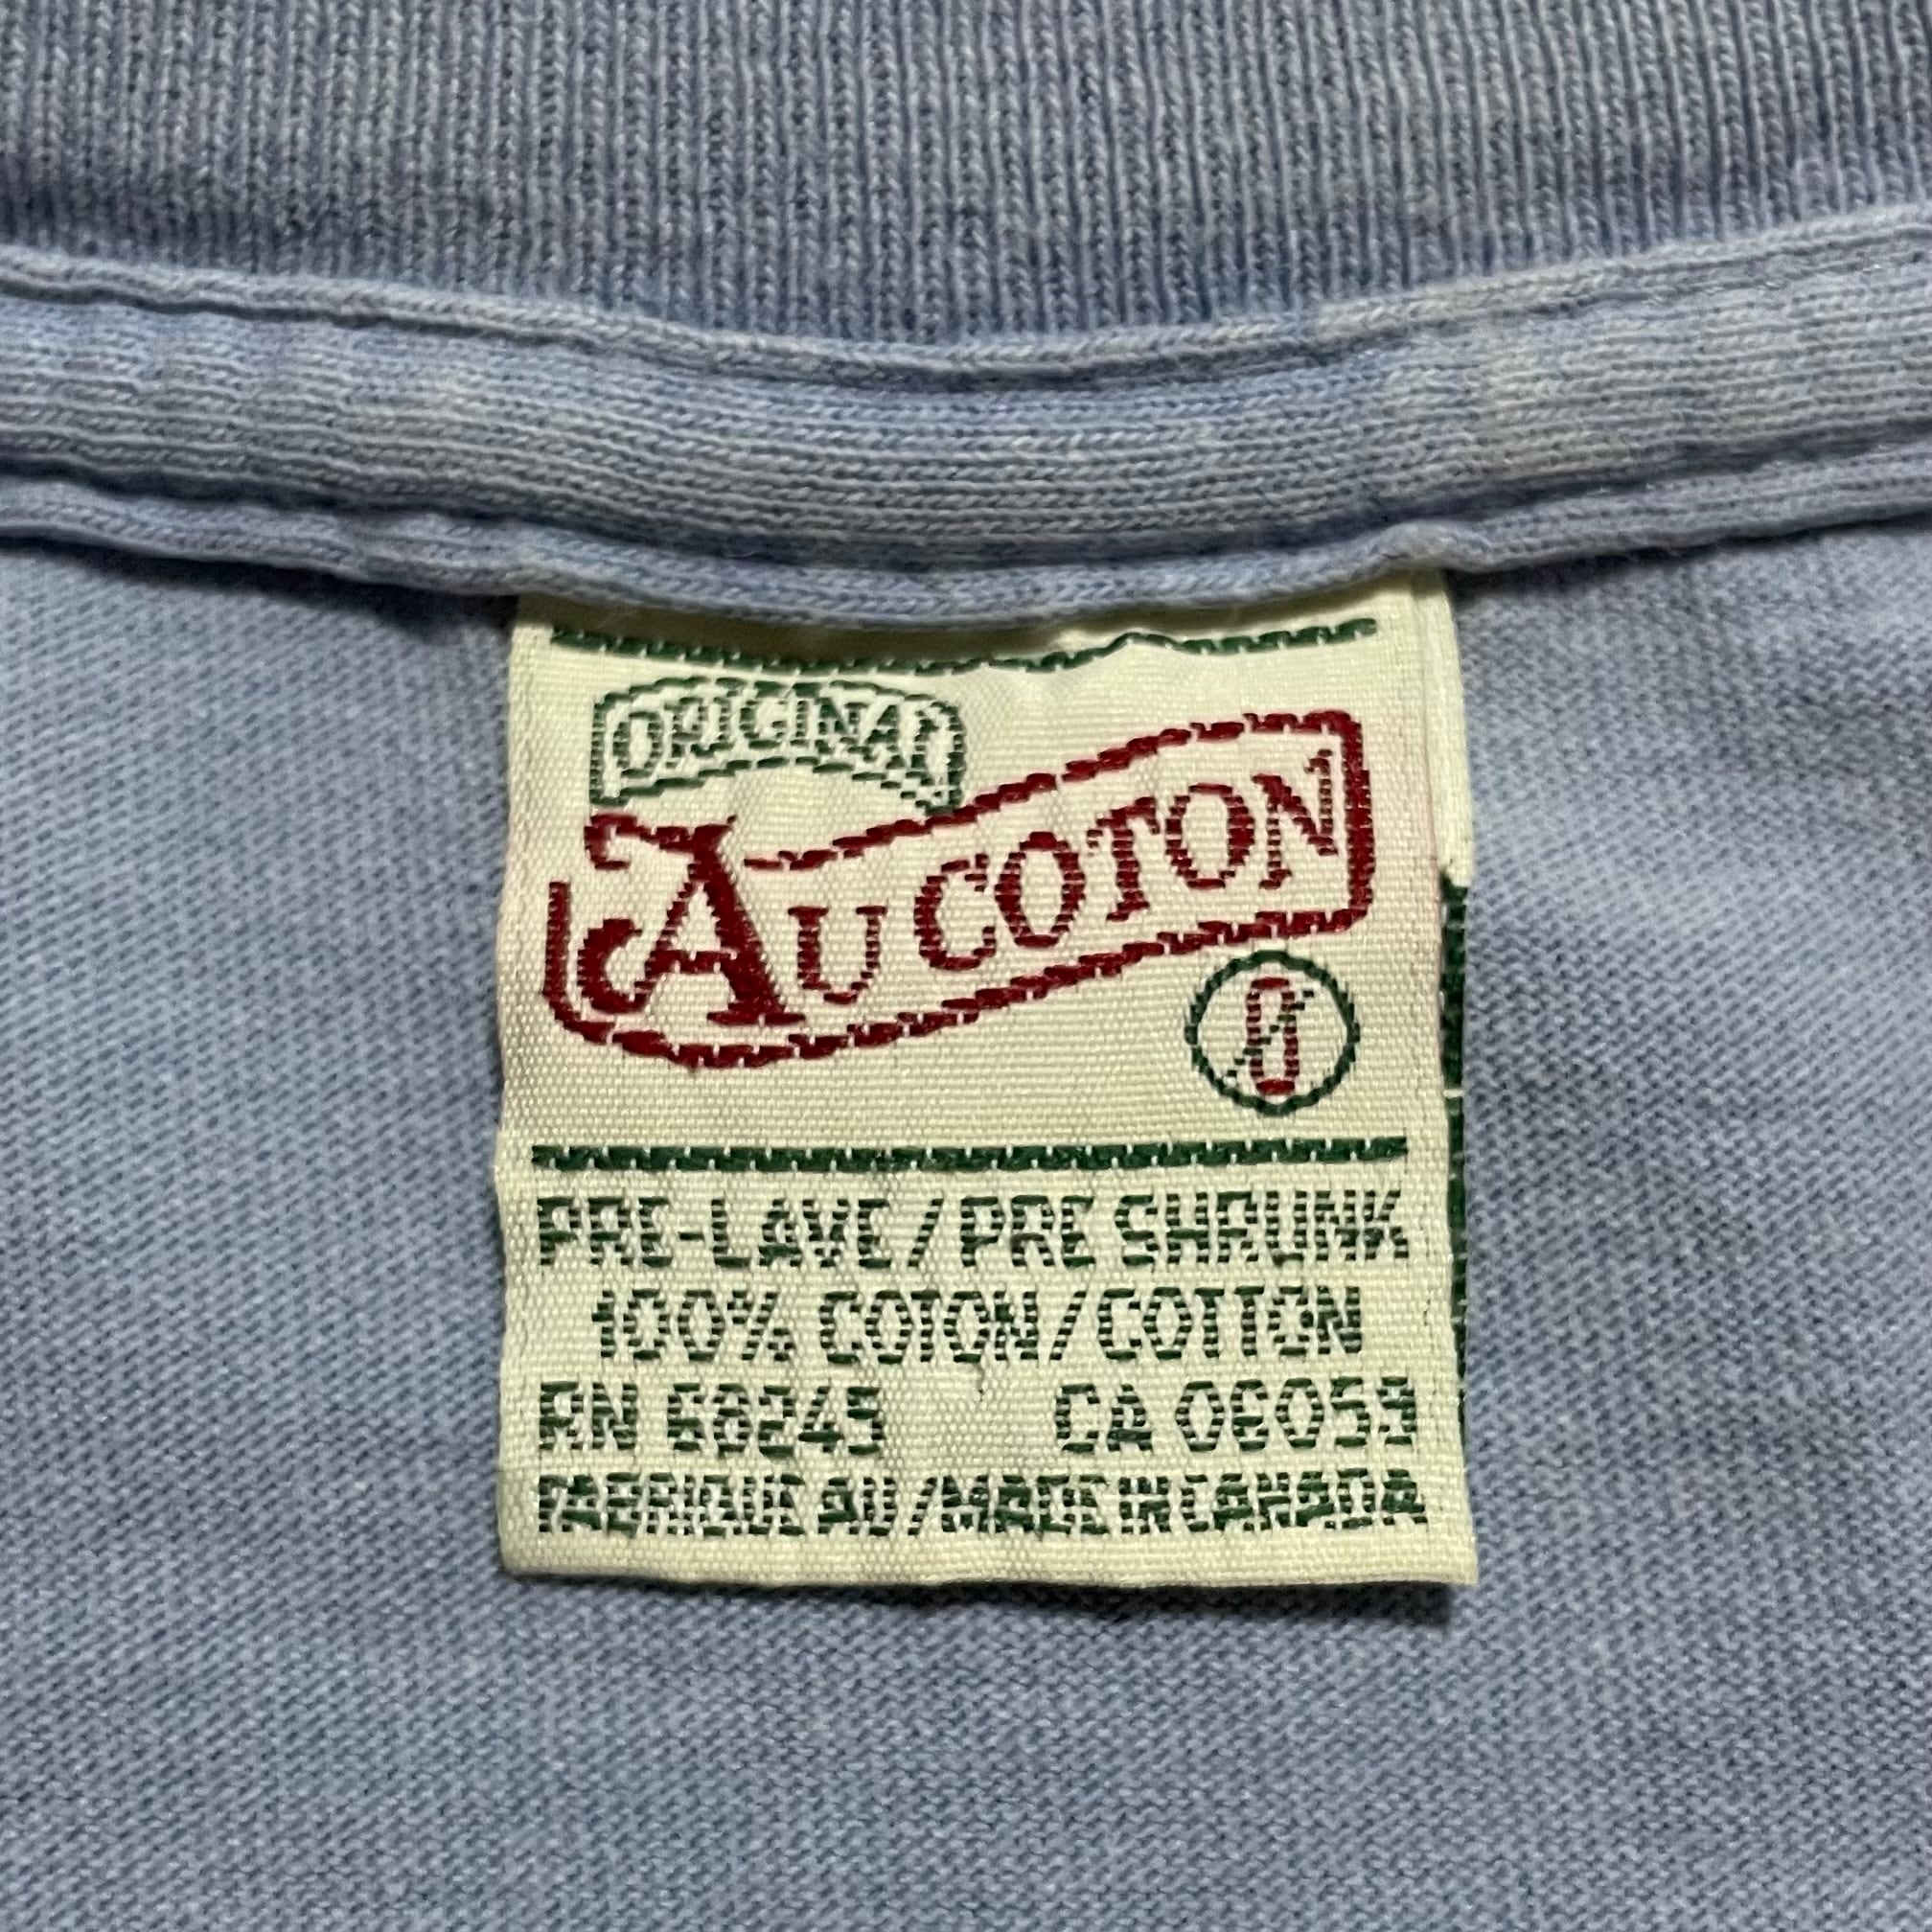 ORIGINAL
AU COTON
0
PRE-LAVE/PRE SHRUNK
100% COTON/COTTON
RN 68245 CA 06059
FABRIQUE AU/MADE IN CANADA